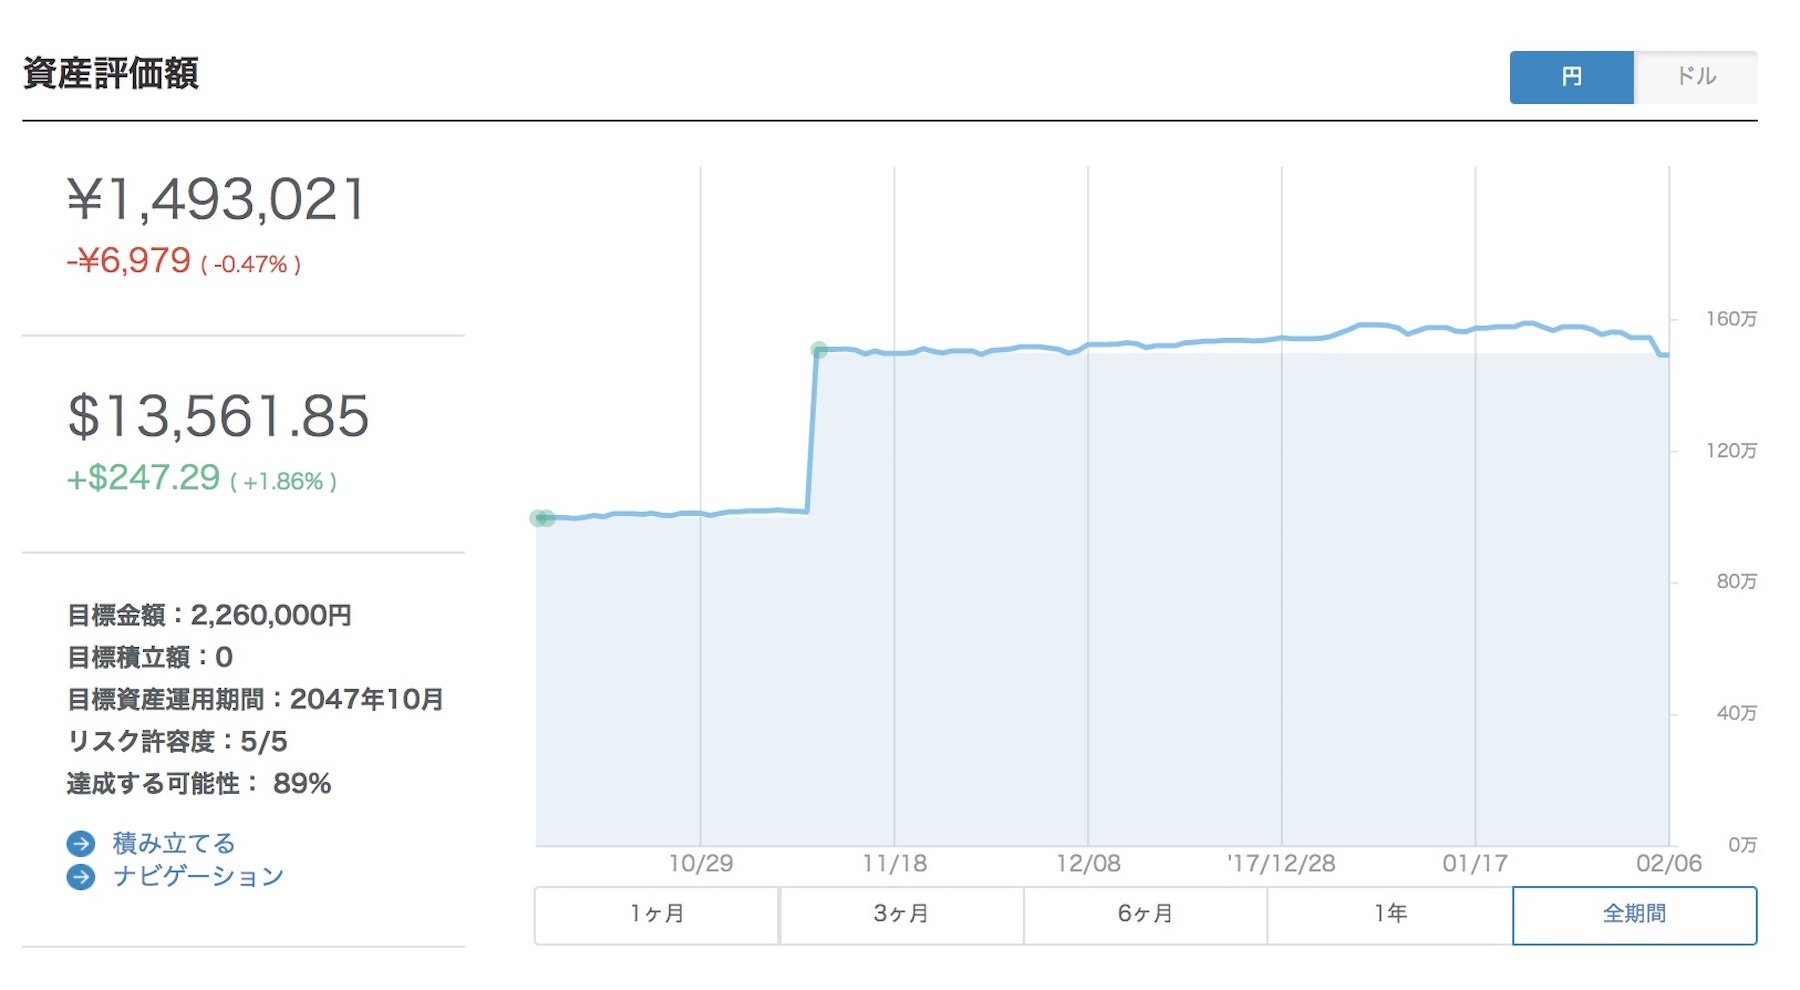 資産評価額
円
ドル
¥1,493,021
-¥6,979 ( -0.47% )
$13,561.85
+$247.29 ( +1.86% )
目標金額：2,260,000円
目標積立額：0
目標資産運用期間：2047年10月
リスク許容度：5/5
達成する可能性： 89%
積み立てる
ナビゲーション
160万
120万
80万
40万
0万
10/29
11/18
12/08
'17/12/28
01/17
02/06
1ヶ月
3ヶ月
6ヶ月
1年
全期間